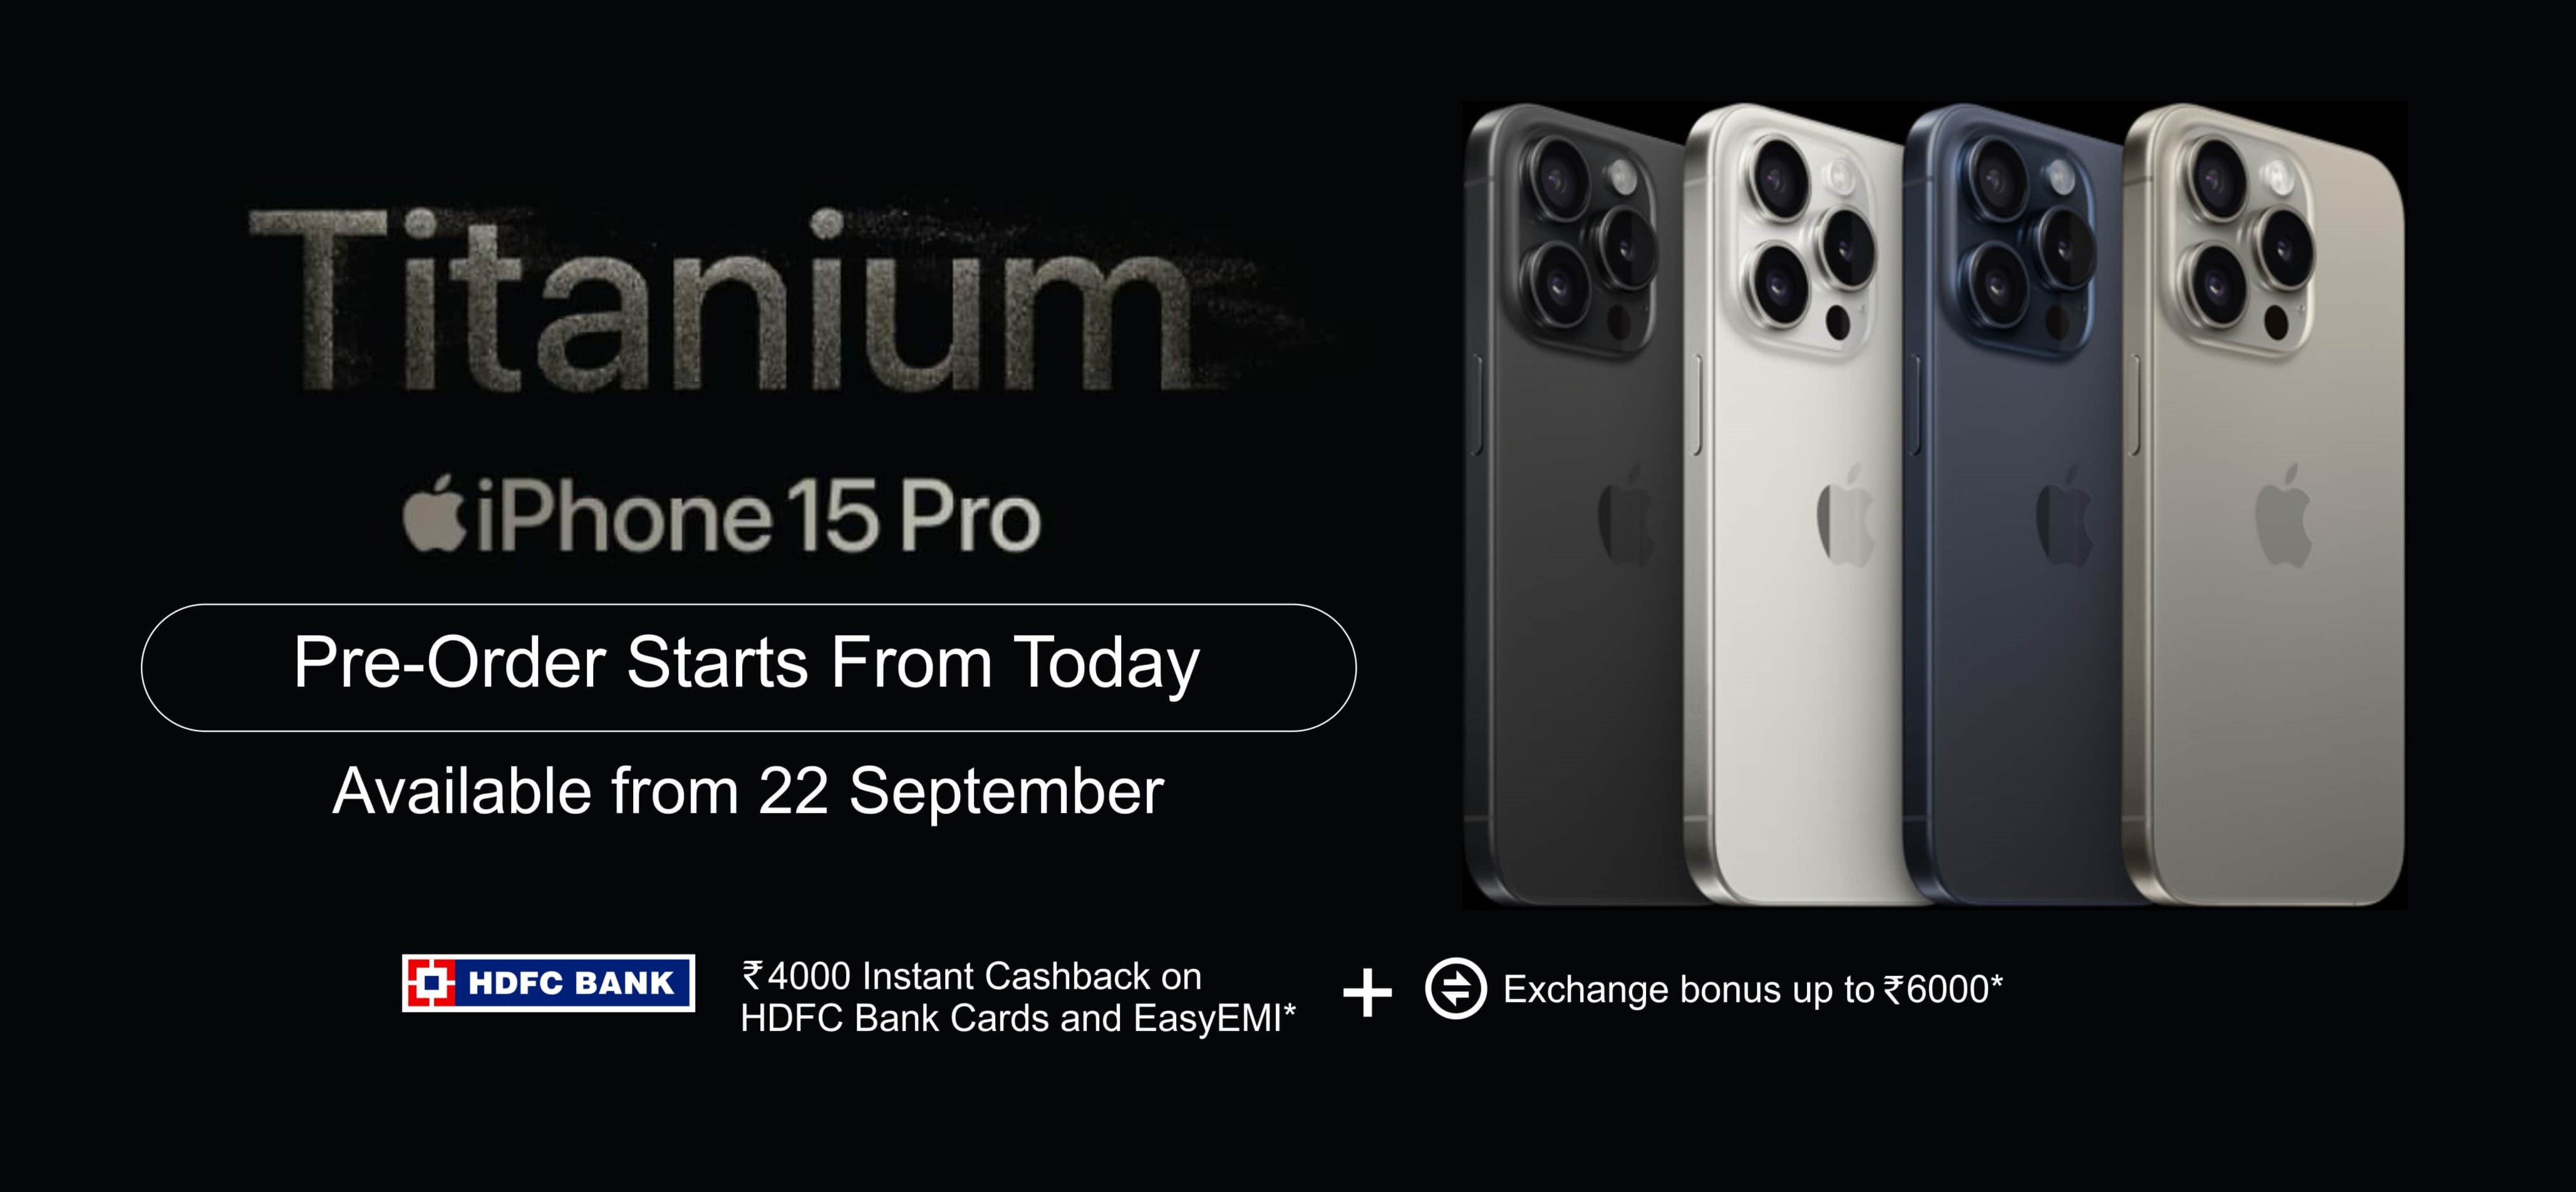 Titanium
iPhone 15 Pro
Pre-Order Starts From Today
Available from 22 September
HDFC BANK
₹4000 Instant Cashback on
HDFC Bank Cards and EasyEMI*
+
Exchange bonus up to ₹6000*